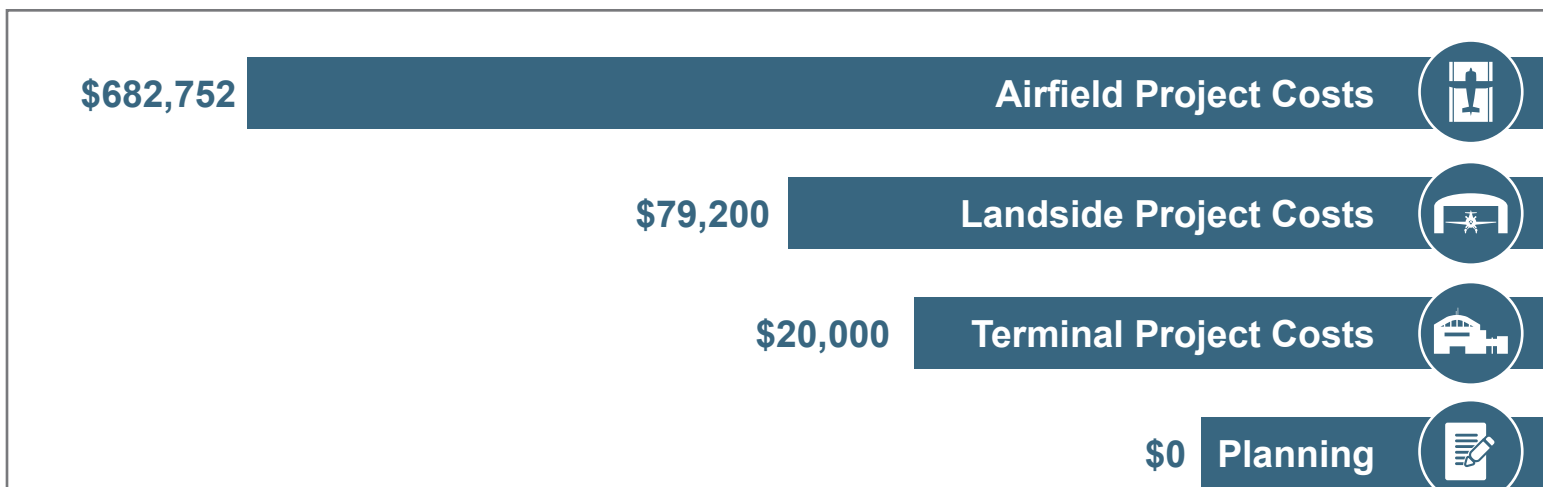 $682,752 Airfield Project Costs
$79,200 Landside Project Costs
$20,000 Terminal Project Costs
$0 Planning